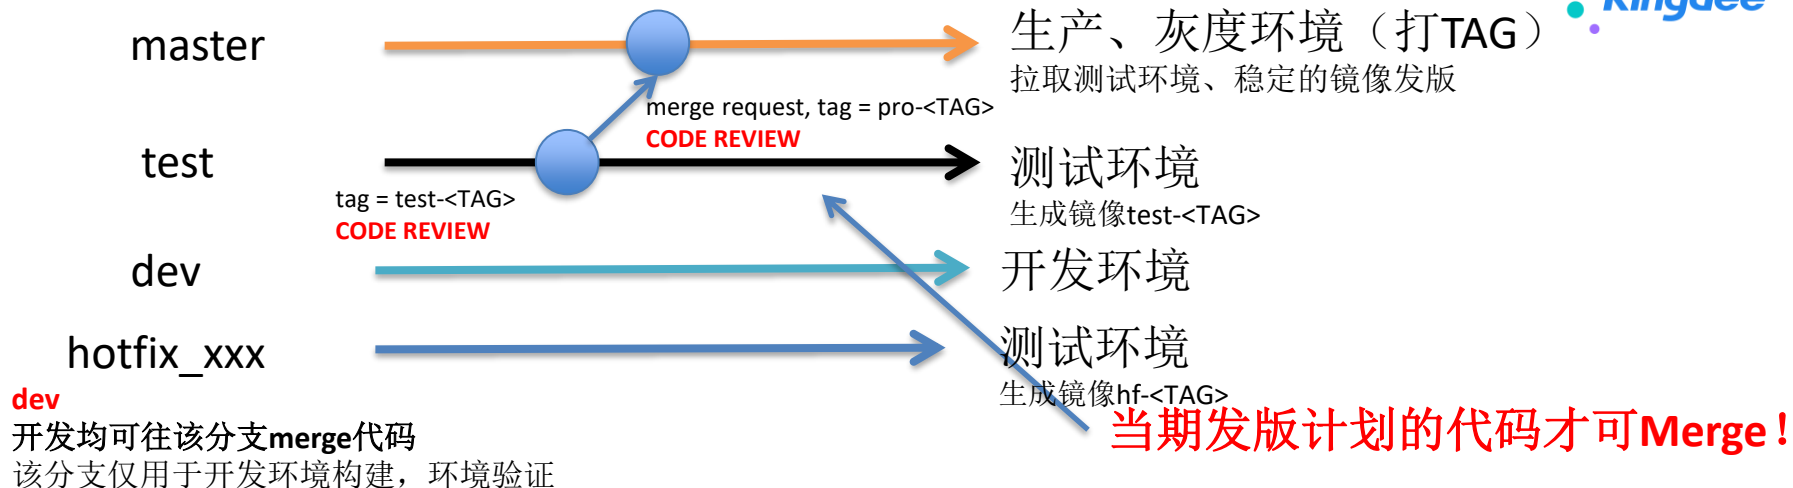 Kingdee
master
生产、灰度环境（打TAG）
拉取测试环境、稳定的镜像发版
merge request, tag = pro-<TAG>
CODE REVIEW
test
测试环境
生成镜像test-<TAG>
tag = test-<TAG>
CODE REVIEW
dev
开发环境
hotfix_xxx
测试环境
生成镜像hf-<TAG>
当期发版计划的代码才可Merge！
dev
开发均可往该分支merge代码
该分支仅用于开发环境构建，环境验证